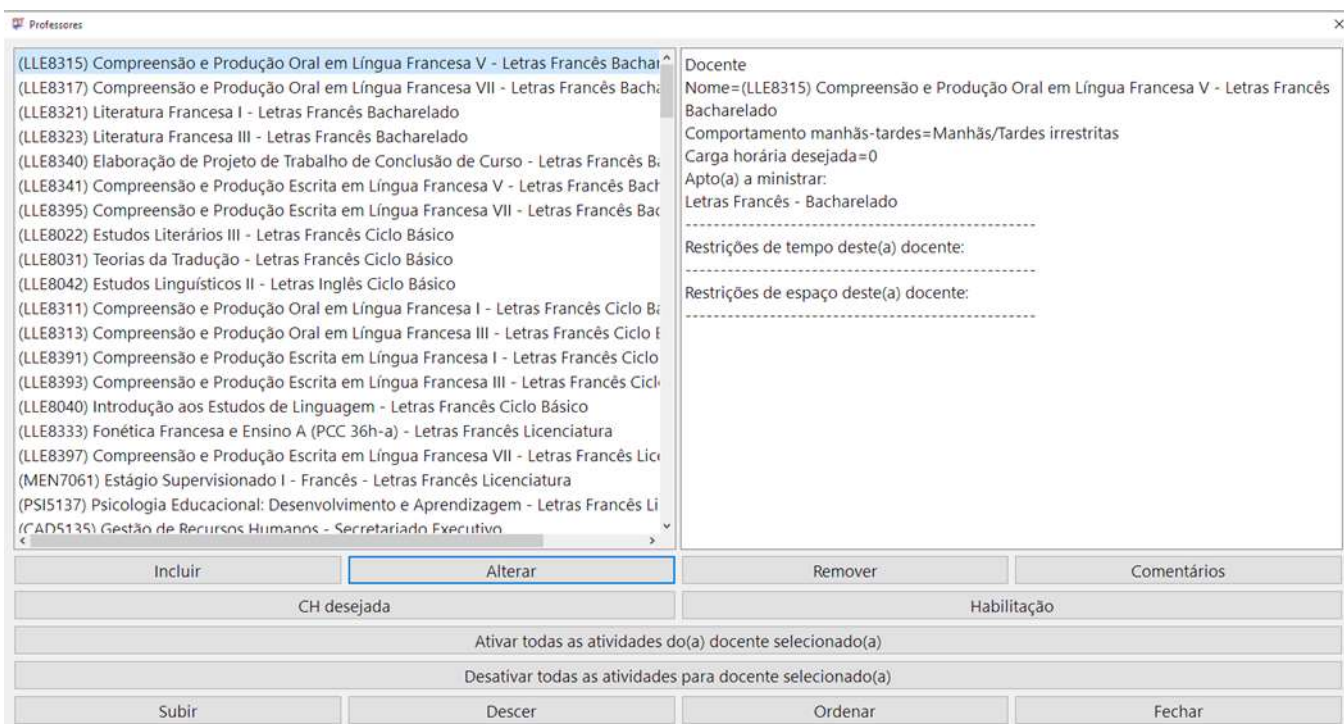 Professores
(LLE8315) Compreensão e Produção Oral em Língua Francesa V - Letras Francês Bachar
(LLE8317) Compreensão e Produção Oral em Língua Francesa VII - Letras Francês Bacha
(LLE8321) Literatura Francesa I - Letras Francês Bacharelado
(LLE8323) Literatura Francesa III - Letras Francês Bacharelado
(LLE8340) Elaboração de Projeto de Trabalho de Conclusão de Curso - Letras Francês Ba
(LLE8341) Compreensão e Produção Escrita em Língua Francesa V - Letras Francês Bach
(LLE8395) Compreensão e Produção Escrita em Língua Francesa VII - Letras Francês Bac
(LLE8022) Estudos Literários III - Letras Francês Ciclo Básico
(LLE8031) Teorias da Tradução - Letras Francês Ciclo Básico
(LLE8042) Estudos Linguísticos II - Letras Inglês Ciclo Básico
(LLE8311) Compreensão e Produção Oral em Língua Francesa I - Letras Francês Ciclo Ba
(LLE8313) Compreensão e Produção Oral em Língua Francesa III - Letras Francês Ciclo
(LLE8391) Compreensão e Produção Escrita em Língua Francesa I - Letras Francês Ciclo
(LLE8393) Compreensão e Produção Escrita em Língua Francesa III - Letras Francês Cicl
(LLE8040) Introdução aos Estudos de Linguagem - Letras Francês Ciclo Básico
(LLE8333) Fonética Francesa e Ensino A (PCC 36h-a) - Letras Francês Licenciatura
(LLE8397) Compreensão e Produção Escrita em Língua Francesa VII - Letras Francês Lic
(MEN7061) Estágio Supervisionado I - Francês - Letras Francês Licenciatura
(PSI5137) Psicologia Educacional: Desenvolvimento e Aprendizagem - Letras Francês Li
(CAD5135) Gestão de Recursos Humanos - Secretariado Executivo
Docente
Nome=(LLE8315) Compreensão e Produção Oral em Língua Francesa V - Letras Francês
Bacharelado
Comportamento manhãs-tardes=Manhãs/Tardes irrestritas
Carga horária desejada=0
Apto(a) a ministrar:
Letras Francês - Bacharelado
------------------------------------------------
Restrições de tempo deste(a) docente:
------------------------------------------------
Restrições de espaço deste(a) docente:
------------------------------------------------
Incluir
Alterar
Remover
Comentários
CH desejada
Habilitação
Ativar todas as atividades do(a) docente selecionado(a)
Desativar todas as atividades para docente selecionado(a)
Subir
Descer
Ordenar
Fechar